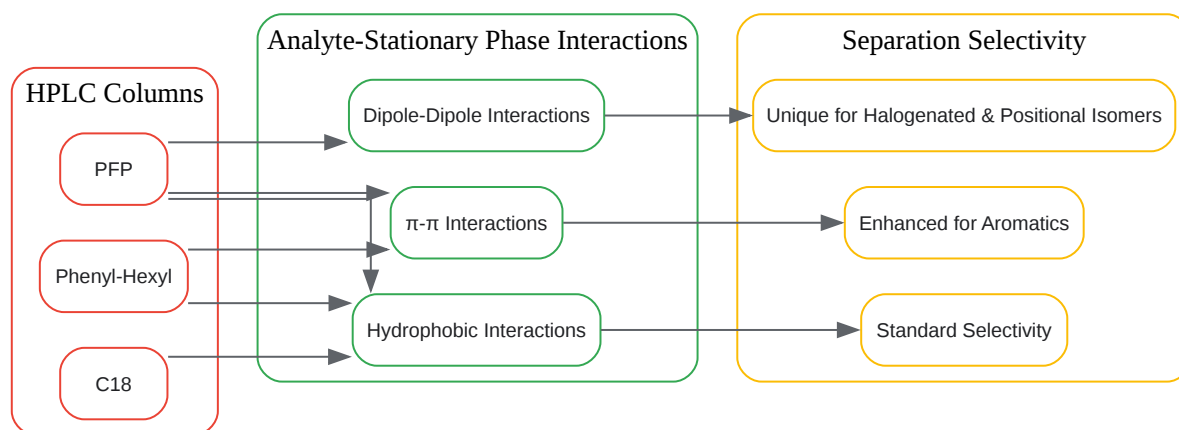 HPLC Columns
PFP
Phenyl-Hexyl
C18
Analyte-Stationary Phase Interactions
Dipole-Dipole Interactions
π-π Interactions
Hydrophobic Interactions
Separation Selectivity
Unique for Halogenated & Positional Isomers
Enhanced for Aromatics
Standard Selectivity